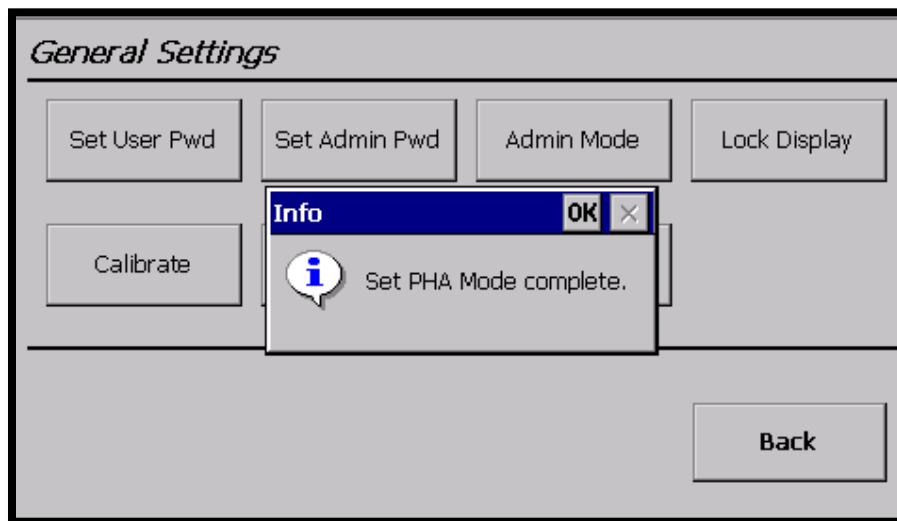 General Settings
Set User Pwd
Set Admin Pwd
Admin Mode
Lock Display
Info
OK
Calibrate
Set PHA Mode complete.
Back